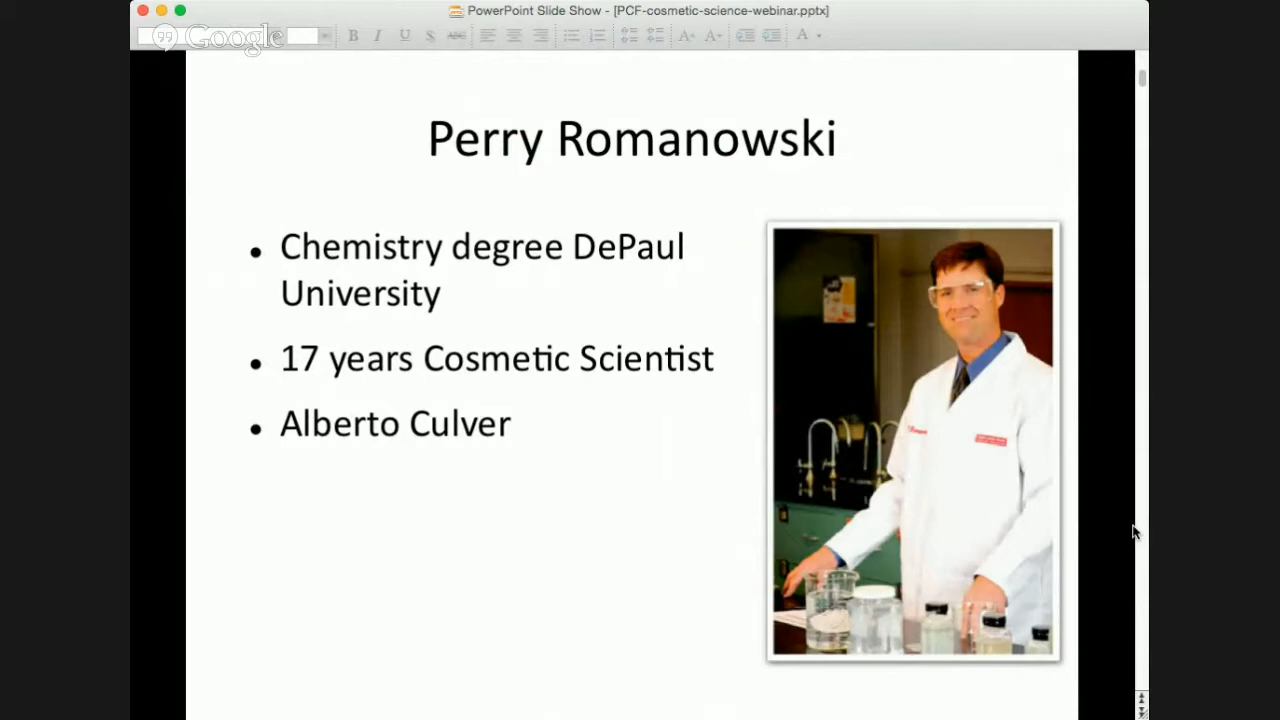 PowerPoint Slide Show - [PCF-cosmetic-science-webinar.pptx]
Google
B I U S ABC A A A
Perry Romanowski
• Chemistry degree DePaul
University
• 17 years Cosmetic Scientist
• Alberto Culver